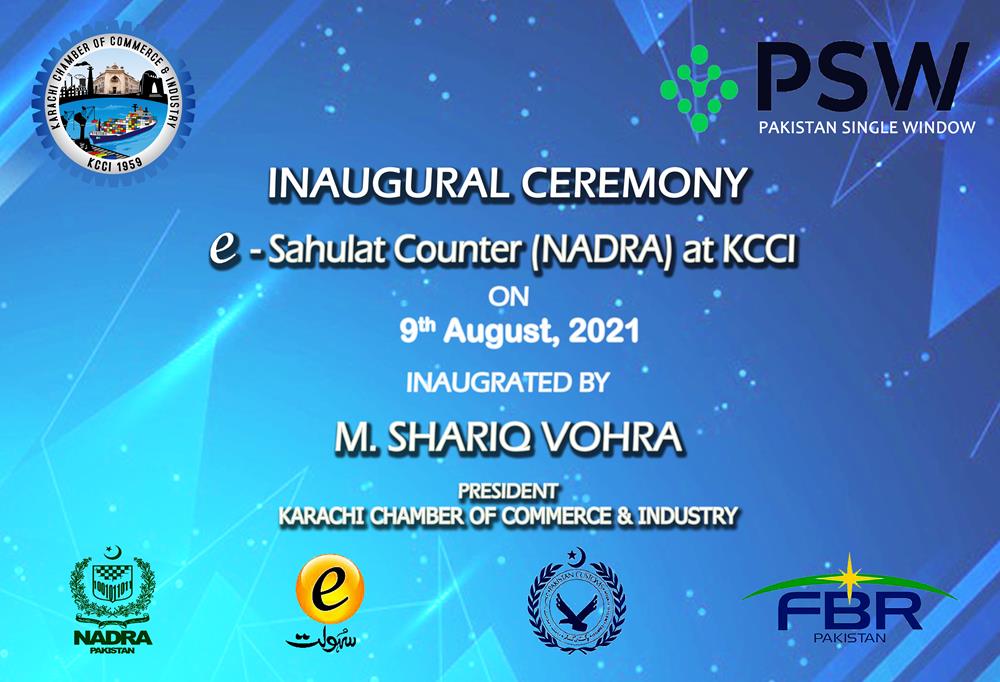 KARACHI CHAMBER OF COMMERCE & INDUSTRY
KCCI 1959
PSW
PAKISTAN SINGLE WINDOW
INAUGURAL CEREMONY
e - Sahulat Counter (NADRA) at KCCI
ON
9th August, 2021
INAUGRATED BY
M. SHARIQ VOHRA
PRESIDENT
KARACHI CHAMBER OF COMMERCE & INDUSTRY
00101101
NADRA
PAKISTAN
e
سہولت
PAKISTAN CUSTOMS
FBR
PAKISTAN